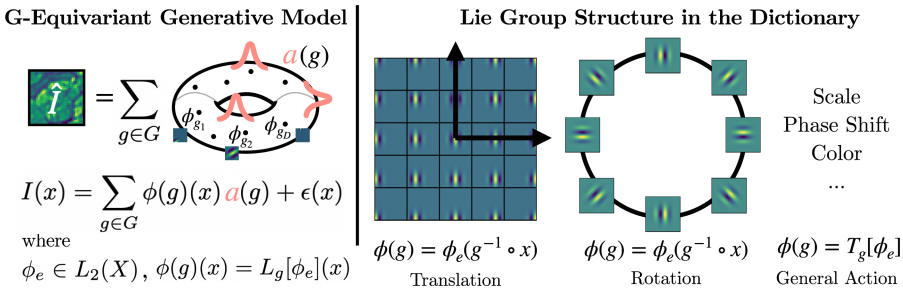 G-Equivariant Generative Model
Î = ∑_{g∈G}
a(g)
ϕ_{g_1}
ϕ_{g_2}
ϕ_{g_D}
I(x) = ∑_{g∈G} ϕ(g)(x) a(g) + ϵ(x)
where
ϕ_e ∈ L_2(X), ϕ(g)(x) = L_g[ϕ_e](x)
Lie Group Structure in the Dictionary
ϕ(g) = ϕ_e(g^{-1} ∘ x)
Translation
ϕ(g) = ϕ_e(g^{-1} ∘ x)
Rotation
Scale
Phase Shift
Color
...
ϕ(g) = T_g[ϕ_e]
General Action